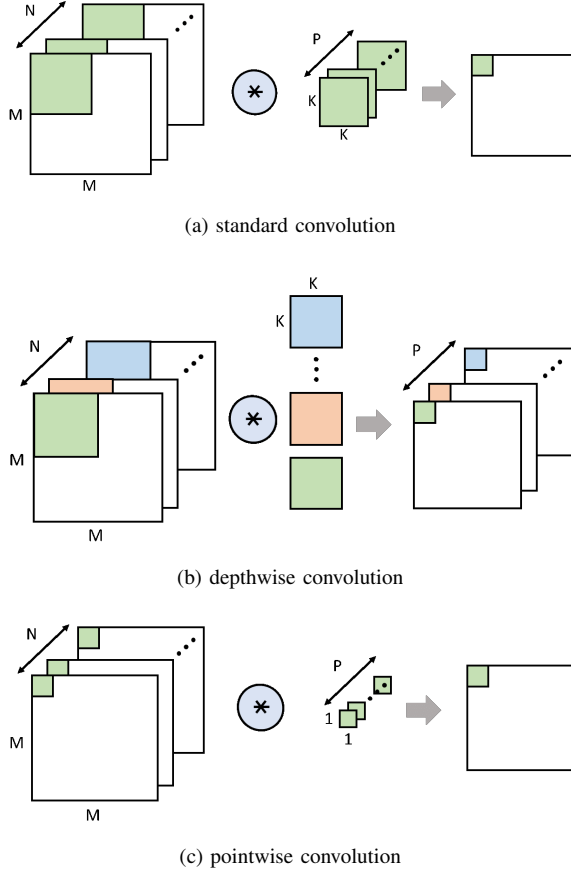 N
M
M
P
K
K
(a) standard convolution
N
M
M
K
K
P
(b) depthwise convolution
N
M
M
P
1
1
(c) pointwise convolution